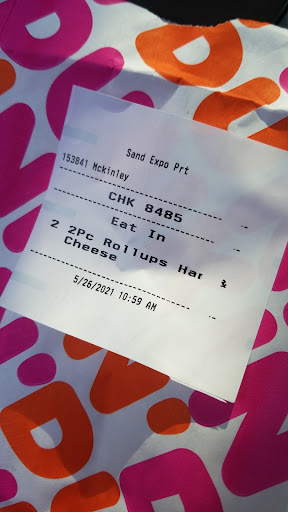 Sand Expo Prt
153641 Mckinley
CHK 8485
Eat In
2 2Pc Rollups Ham &
Cheese
5/26/2021 10:59 AM